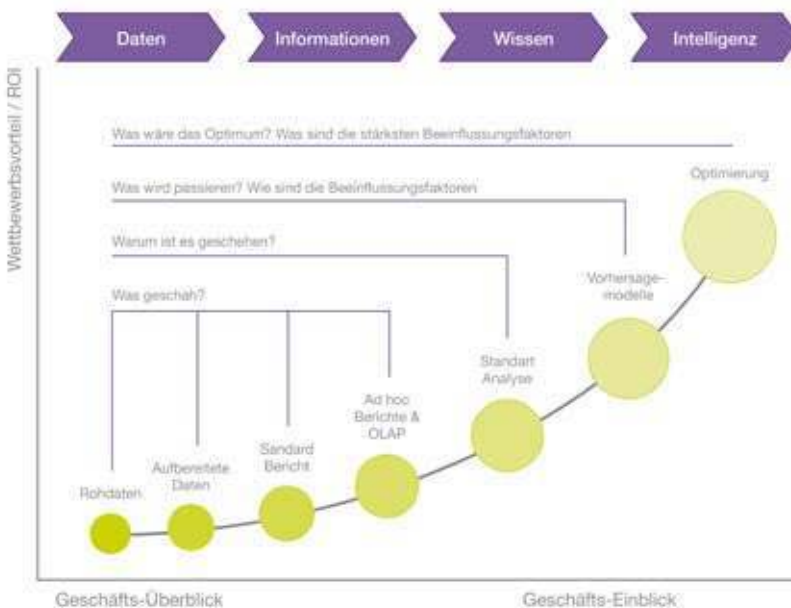 Daten
Informationen
Wissen
Intelligenz
Wettbewerbsvorteil / ROI
Was wäre das Optimum? Was sind die stärksten Beeinflussungsfaktoren
Optimierung
Was wird passieren? Wie sind die Beeinflussungsfaktoren
Warum ist es geschehen?
Vorhersage-
modelle
Was geschah?
Standart
Analyse
Ad hoc
Berichte &
OLAP
Sandard
Bericht
Aufbereitete
Daten
Rohdaten
Geschäfts-Überblick
Geschäfts-Einblick